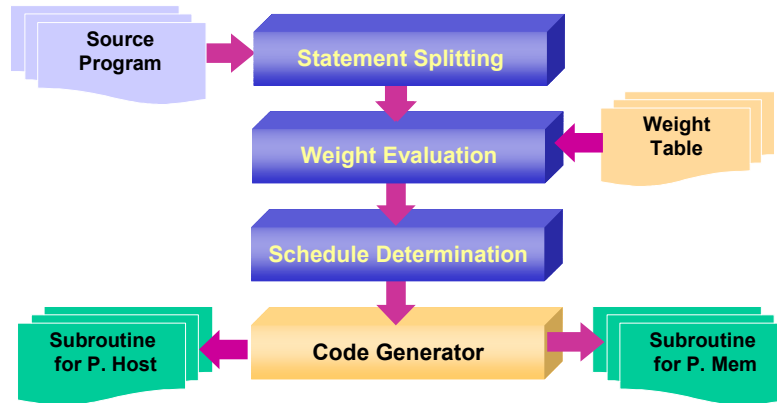 Source
Program
Statement Splitting
Weight Evaluation
Weight
Table
Schedule Determination
Subroutine
for P. Host
Code Generator
Subroutine
for P. Mem